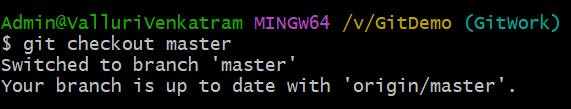 Admin@ValluriVenkatram MINGW64 /v/GitDemo (GitWork)
$ git checkout master
Switched to branch 'master'
Your branch is up to date with 'origin/master'.